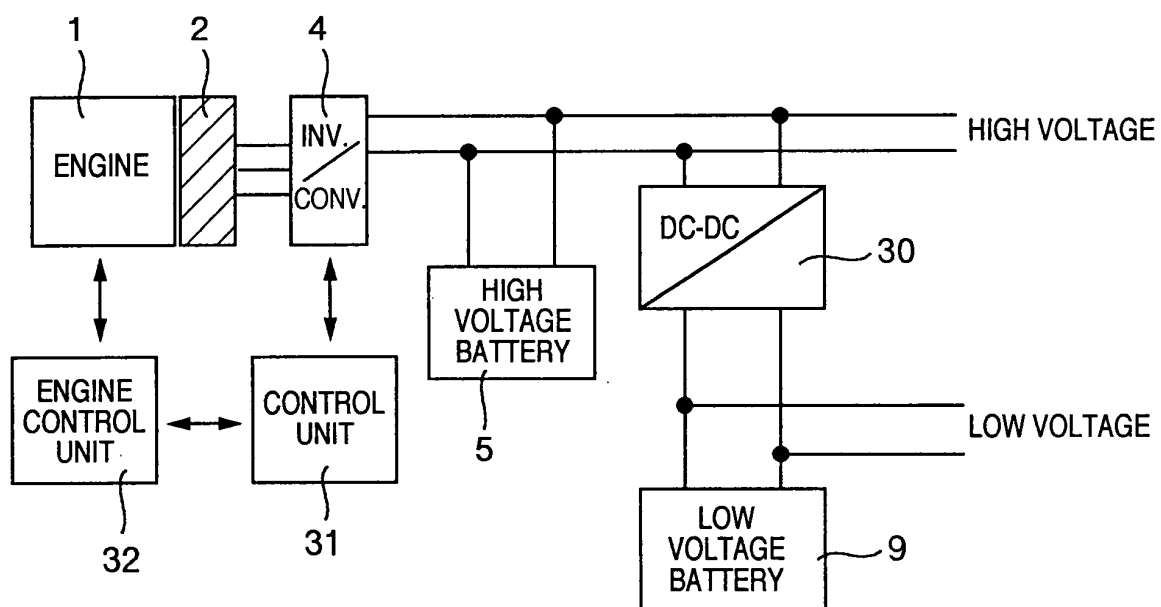 1
2
4
ENGINE
INV.
CONV.
HIGH VOLTAGE
DC-DC
30
HIGH
VOLTAGE
BATTERY
5
ENGINE
CONTROL
UNIT
32
CONTROL
UNIT
31
LOW VOLTAGE
LOW
VOLTAGE
BATTERY
9